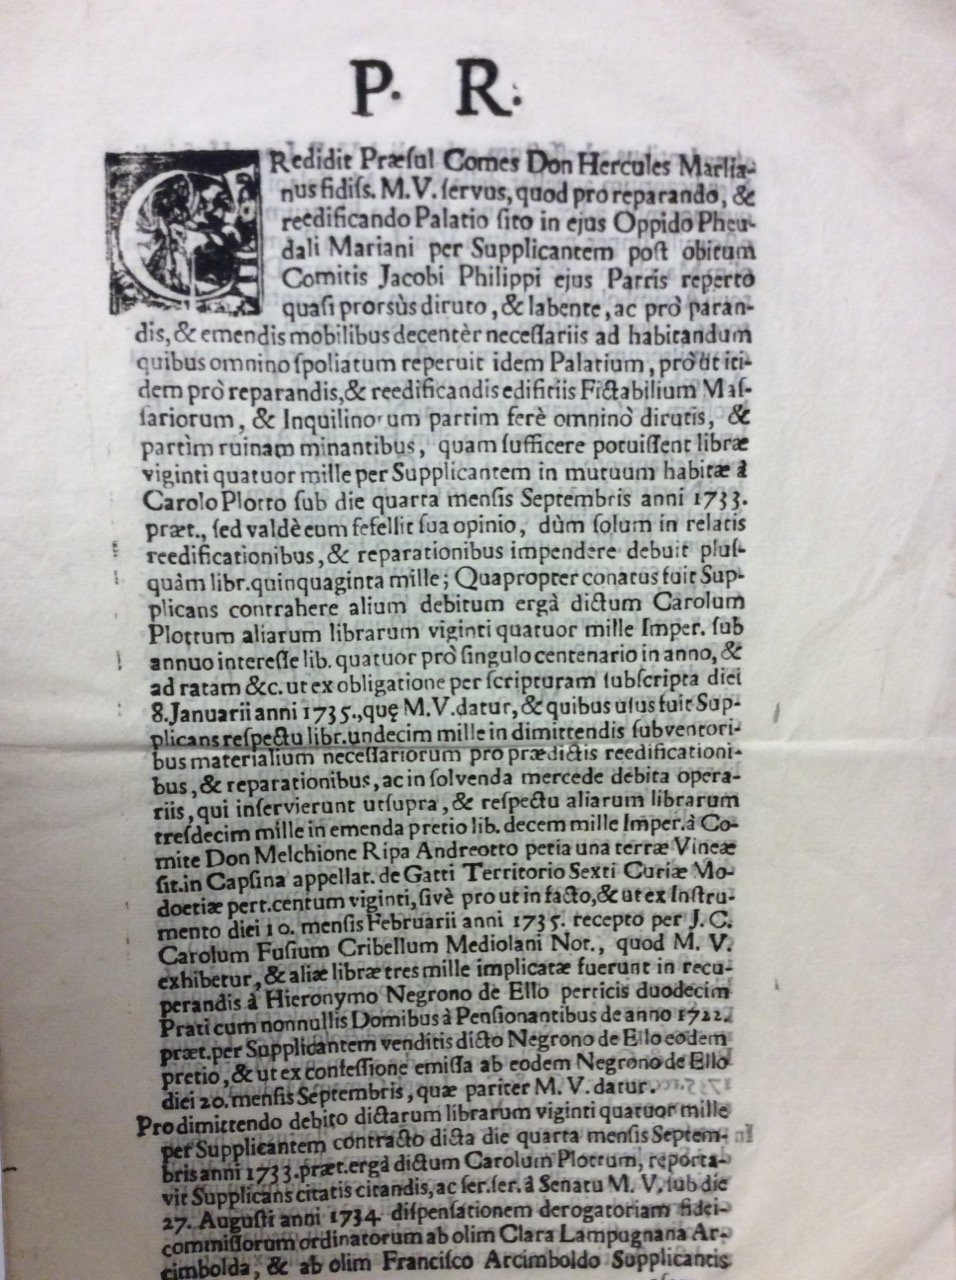 P. R.
CRedidit Præsul Comes Don Hercules Marlia-
nus fidiss. M.V. servus, quod pro reparando, &
reedificando Palatio sito in ejus Oppido Pheu-
dali Mariani per Supplicantem post obitum
Comitis Jacobi Philippi ejus Patris reperto
quasi prorsùs diruto, & labente, ac prò paran-
dis, & emendis mobilibus decentèr necessariis ad habitandum
quibus omnino spoliatum reperuit idem Palatium, pròut iti-
dem prò reparandis, & reedificandis edifitiis Fictabilium Mas-
sariorum, & Inquilinorum partim ferè omninò dirutis, &
partìm ruinam minantibus, quam sufficere potuissent libræ
viginti quatuor mille per Supplicantem in mutuum habitæ à
Carolo Plotto sub die quarta mensis Septembris anni 1733.
præt., sed valdè eum fefellit sua opinio, dùm solum in relatis
reedificationibus, & reparationibus impendere debuit plus-
quàm libr. quinquaginta mille; Quapropter conatus fuit Sup-
plicans contrahere alium debitum ergà dictum Carolum
Plottum aliarum librarum viginti quatuor mille Imper. sub
annuo interesse lib. quatuor prò singulo centenario in anno, &
ad ratam &c. ut ex obligatione per scripturam subscripta diei
8. Januarii anni 1735., quę M.V. datur, & quibus usus fuit Sup-
plicans respectu libr. undecim mille in dimittendis subventori-
bus materialium necessariorum pro prædictis reedificationi-
bus, & reparationibus, ac in solvenda mercede debita opera-
riis, qui inservierunt utsupra, & respectu aliarum librarum
tresdecim mille in emenda pretio lib. decem mille Imper. à Co-
mite Don Melchione Ripa Andreotto petia una terræ Vineæ
sit. in Capsina appellat. de Gatti Territorio Sexti Curiæ Mo-
doetiæ pert. centum viginti, sivè pro ut in facto, & ut ex Instru-
mento diei 10. mensis Februarii anni 1735. recepto per J. C.
Carolum Fusium Cribellum Mediolani Not., quod M. V.
exhibetur, & aliæ libræ tres mille implicatæ fuerunt in recu-
perandis à Hieronymo Negrono de Ello perticis duodecim
Prati cum nonnullis Domibus à Pensionantibus de anno 1722.
præt. per Supplicantem venditis dicto Negrono de Ello eodem
pretio, & ut ex confessione emissa ab eodem Negrono de Ello
diei 20. mensis Septembris, quæ pariter M. V. datur.
Pro dimittendo debito dictarum librarum viginti quatuor mille
per Supplicantem contracto dicta die quarta mensis Septem-
bris anni 1733. præt. ergà dictum Carolum Plottum, reporta-
vit Supplicans citatis citandis, ac ser. ser. à Senatu M. V. sub die
27. Augusti anni 1734 dispensationem derogatoriam fidei-
commissorum ordinatorum ab olim Clara Lampugnana Ar-
cimbolda, & ab olim Francisco Arcimboldo Supplicantis